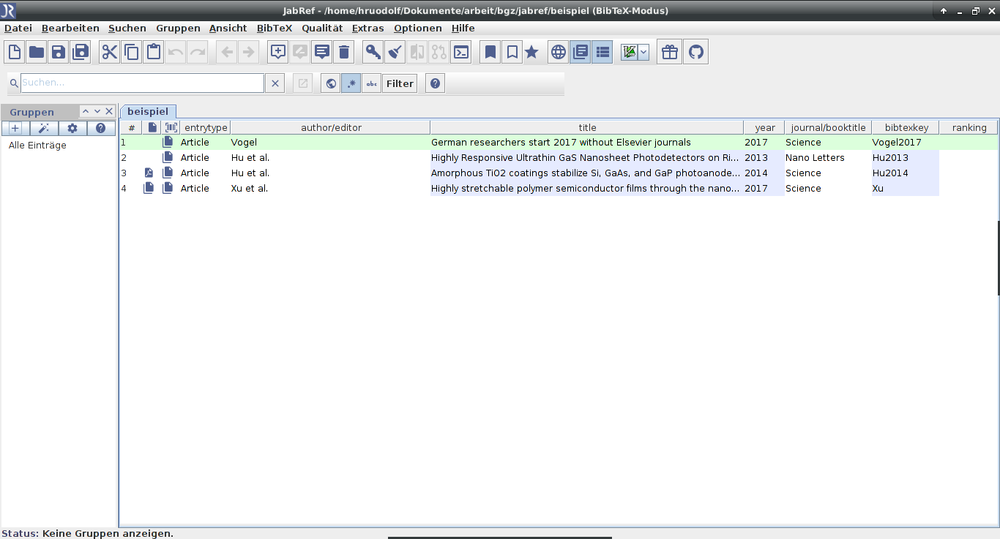 JabRef - /home/hruodolf/Dokumente/arbeit/bgz/jabref/beispiel (BibTeX-Modus)
Datei Bearbeiten Suchen Gruppen Ansicht BibTeX Qualität Extras Optionen Hilfe
Suchen... .* abc Filter
Gruppen
Alle Einträge
beispiel
# entrytype author/editor title year journal/booktitle bibtexkey ranking
1 Article Vogel German researchers start 2017 without Elsevier journals 2017 Science Vogel2017
2 Article Hu et al. Highly Responsive Ultrathin GaS Nanosheet Photodetectors on Ri... 2013 Nano Letters Hu2013
3 Article Hu et al. Amorphous TiO2 coatings stabilize Si, GaAs, and GaP photoanode... 2014 Science Hu2014
4 Article Xu et al. Highly stretchable polymer semiconductor films through the nano... 2017 Science Xu
Status: Keine Gruppen anzeigen.